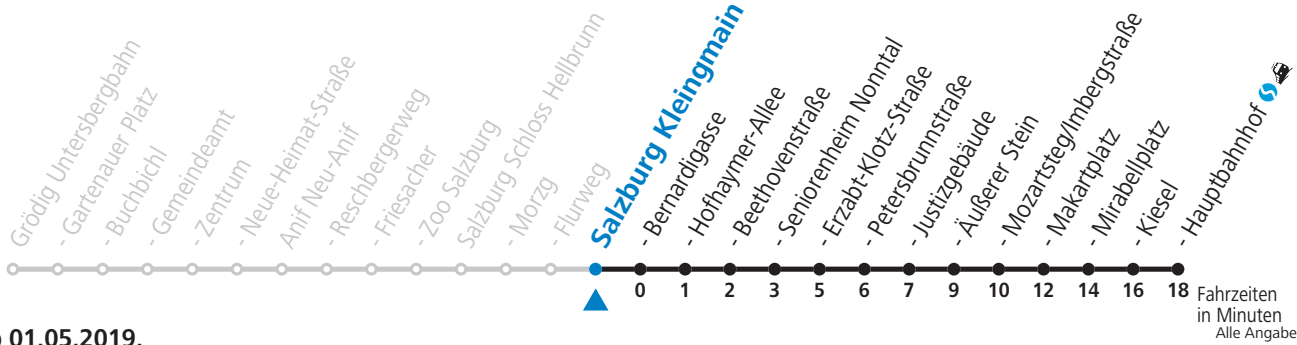 Grödig Untersbergbahn
- Gartenauer Platz
- Buchbichl
- Gemeindeamt
- Zentrum
- Neue-Heimat-Straße
Anif Neu-Anif
- Reschbergerweg
- Friesacher
- Zoo Salzburg
Salzburg Schloss Hellbrunn
- Morzg
- Flurweg
Salzburg Kleingmain
- Bernardigasse
- Hofhaymer-Allee
- Beethovenstraße
- Seniorenheim Nonntal
- Erzabt-Klotz-Straße
- Petersbrunnstraße
- Justizgebäude
- Äußerer Stein
- Mozartsteg/Imbergstraße
- Makartplatz
- Mirabellplatz
- Kiesel
- Hauptbahnhof
0 1 2 3 5 6 7 9 10 12 14 16 18
Fahrzeiten
in Minuten
Alle Angabe
01.05.2019.